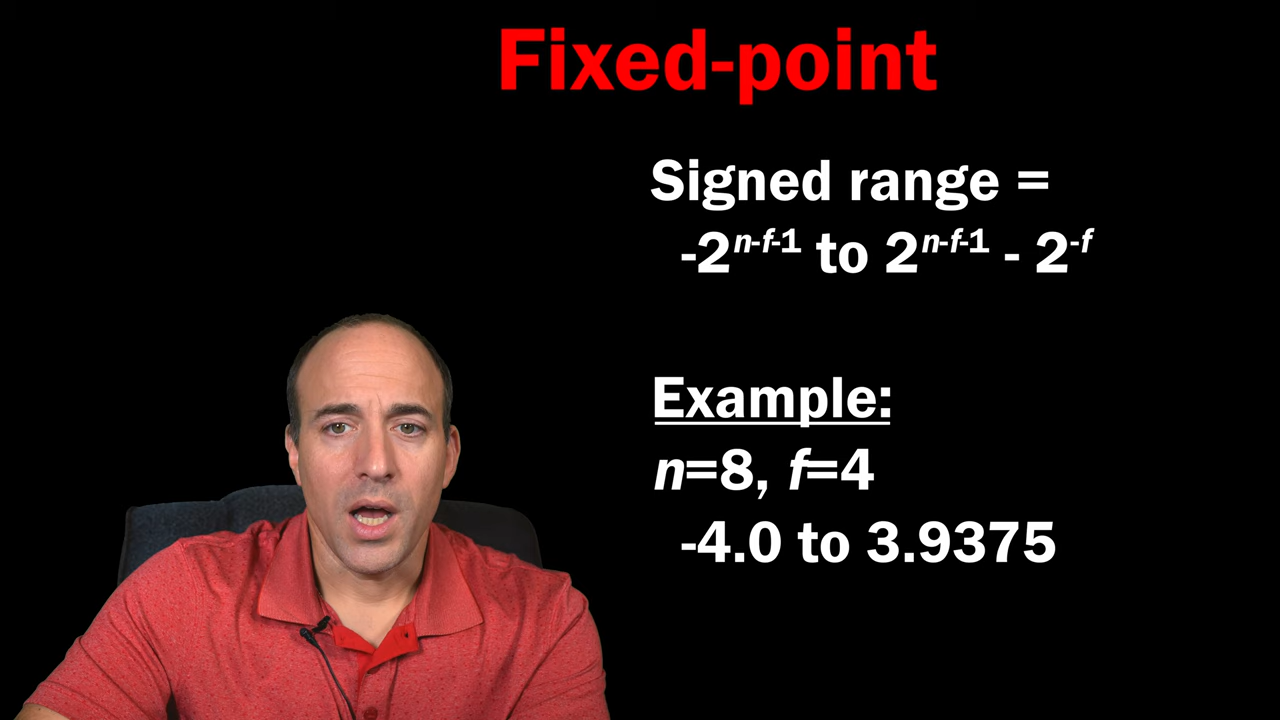 Fixed-point
Signed range =
-2^n-f-1 to 2^n-f-1 - 2^-f
Example:
n=8, f=4
-4.0 to 3.9375